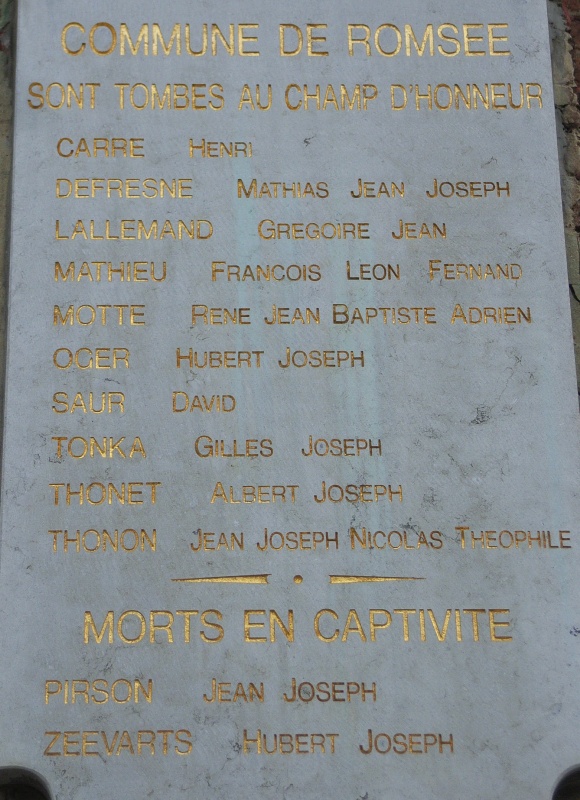 COMMUNE DE ROMSEE
SONT TOMBES AU CHAMP D'HONNEUR
CARRE HENRI
DEFRESNE MATHIAS JEAN JOSEPH
LALLEMAND GREGOIRE JEAN
MATHIEU FRANCOIS LEON FERNAND
MOTTE RENE JEAN BAPTISTE ADRIEN
OGER HUBERT JOSEPH
SAUR DAVID
TONKA GILLES JOSEPH
THONET ALBERT JOSEPH
THONON JEAN JOSEPH NICOLAS THEOPHILE
MORTS EN CAPTIVITE
PIRSON JEAN JOSEPH
ZEEVARTS HUBERT JOSEPH